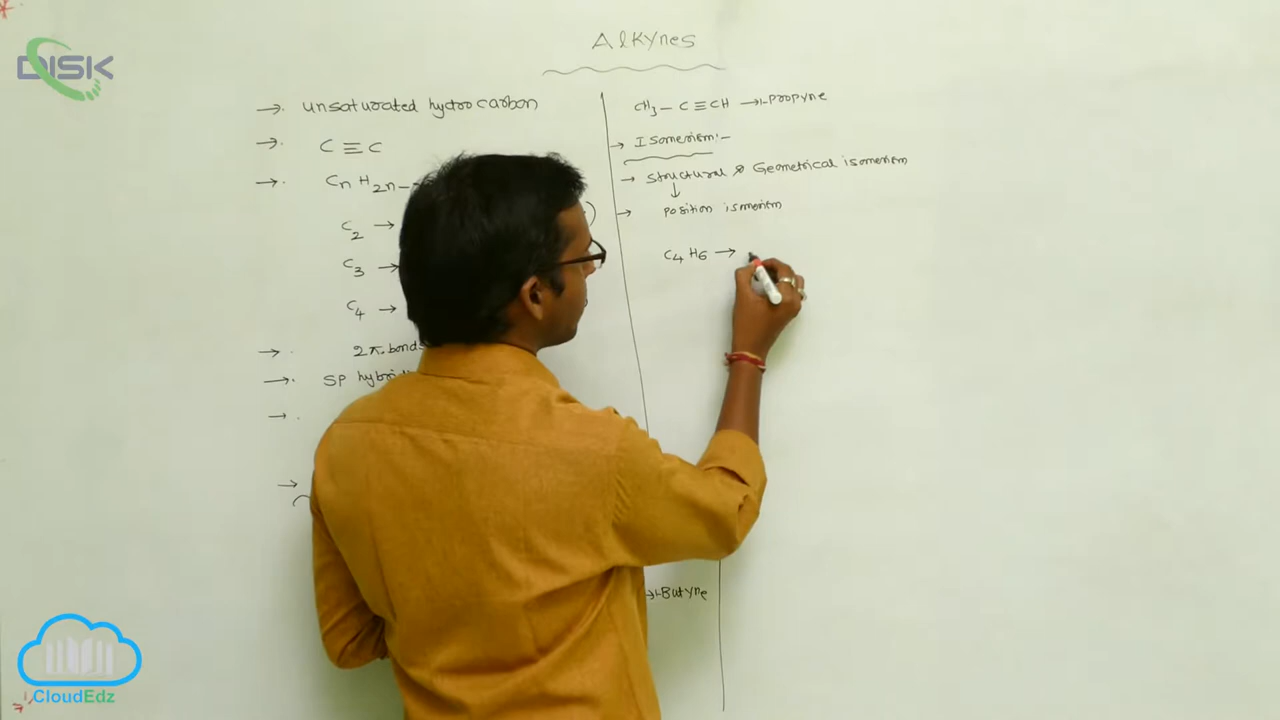 DISK
Alkynes
→ unsaturated hydrocarbon
→ C≡C
→ CnH2n-
C2 →
C3 →
C4 →
→ 2π.bonds
→ SP
→
→
CH3 – C ≡ CH → 1-Propyne
→ Isomerism:-
→ structural & Geometrical isomerism
↓
→ position isomerism
C4H6 →
→ 1-Butyne
CloudEdz